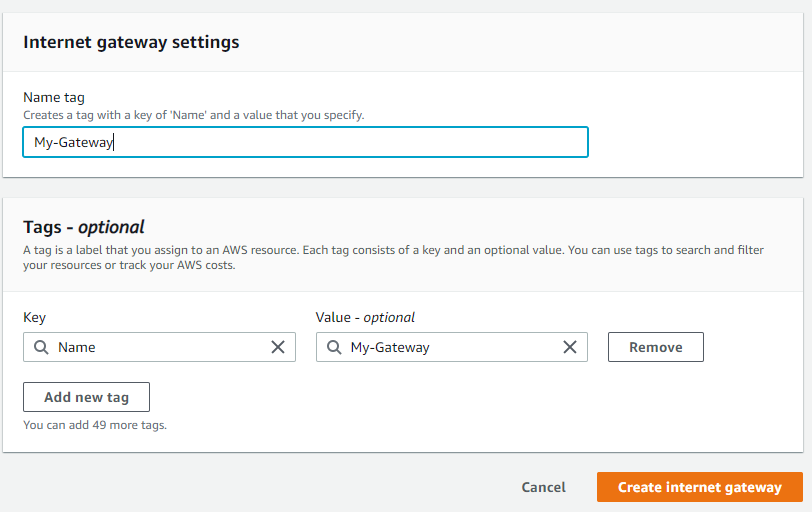 Internet gateway settings
Name tag
Creates a tag with a key of 'Name' and a value that you specify.
My-Gateway
Tags - optional
A tag is a label that you assign to an AWS resource. Each tag consists of a key and an optional value. You can use tags to search and filter
your resources or track your AWS costs.
Key
Value - optional
Name
My-Gateway
Remove
Add new tag
You can add 49 more tags.
Cancel
Create internet gateway